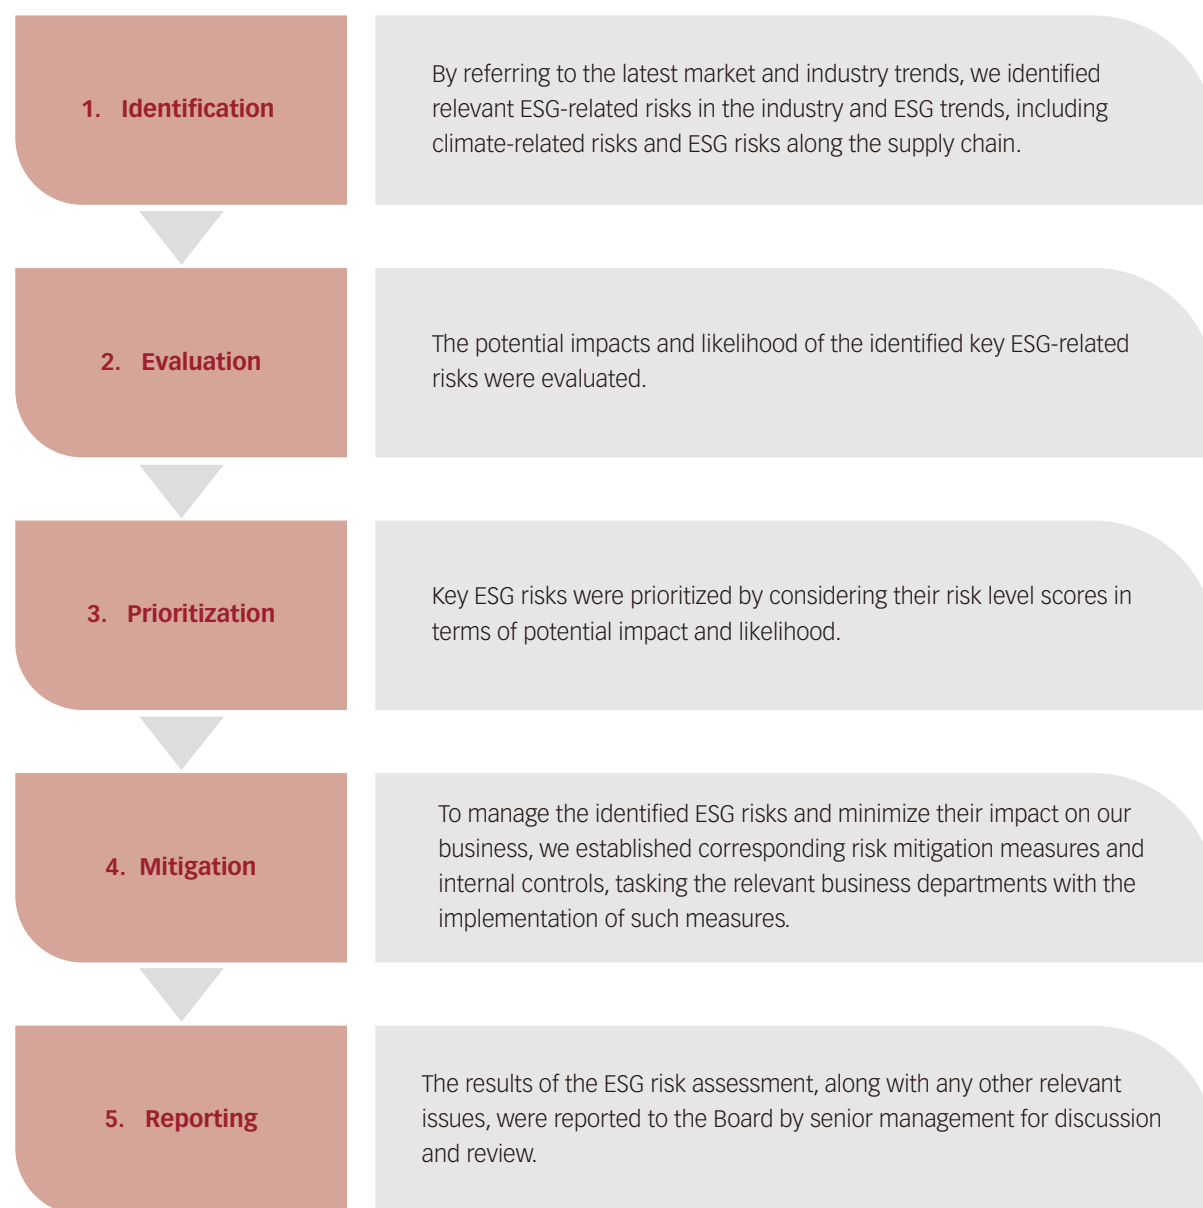 1. Identification
By referring to the latest market and industry trends, we identified
relevant ESG-related risks in the industry and ESG trends, including
climate-related risks and ESG risks along the supply chain.
2. Evaluation
The potential impacts and likelihood of the identified key ESG-related
risks were evaluated.
3. Prioritization
Key ESG risks were prioritized by considering their risk level scores in
terms of potential impact and likelihood.
4. Mitigation
To manage the identified ESG risks and minimize their impact on our
business, we established corresponding risk mitigation measures and
internal controls, tasking the relevant business departments with the
implementation of such measures.
5. Reporting
The results of the ESG risk assessment, along with any other relevant
issues, were reported to the Board by senior management for discussion
and review.